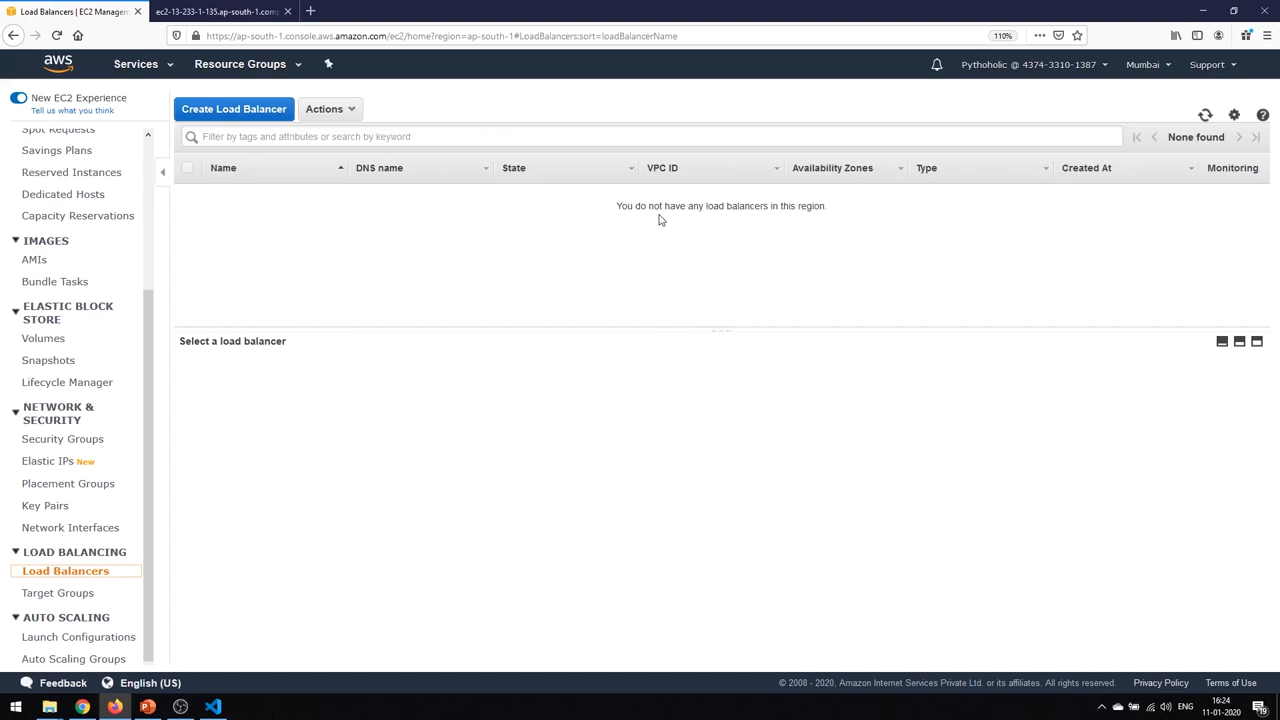 Load Balancers | EC2 Managem
ec2-13-233-1-135.ap-south-1.comp
https://ap-south-1.console.aws.amazon.com/ec2/home?region=ap-south-1#LoadBalancers:sort=loadBalancerName
110%
aws
Services
Resource Groups
Pythoholic @ 4374-3310-1387
Mumbai
Support
New EC2 Experience
Tell us what you think
Spot Requests
Savings Plans
Reserved Instances
Dedicated Hosts
Capacity Reservations
IMAGES
AMIs
Bundle Tasks
ELASTIC BLOCK
STORE
Volumes
Snapshots
Lifecycle Manager
NETWORK &
SECURITY
Security Groups
Elastic IPs New
Placement Groups
Key Pairs
Network Interfaces
LOAD BALANCING
Load Balancers
Target Groups
AUTO SCALING
Launch Configurations
Auto Scaling Groups
Create Load Balancer
Actions
Filter by tags and attributes or search by keyword
None found
Name
DNS name
State
VPC ID
Availability Zones
Type
Created At
Monitoring
You do not have any load balancers in this region.
Select a load balancer
Feedback
English (US)
© 2008 - 2020, Amazon Internet Services Private Ltd. or its affiliates. All rights reserved.
Privacy Policy
Terms of Use
ENG
16:24
11-01-2020
19